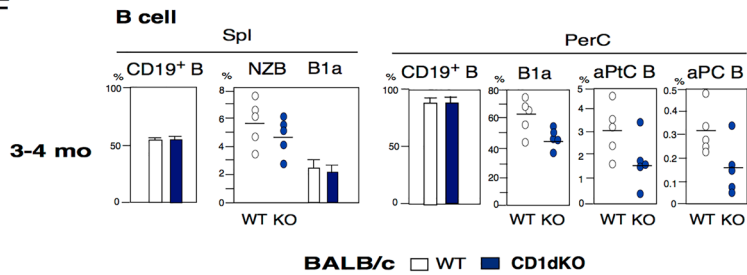 B cell
Spl
PerC
% CD19+ B
% NZB B1a
% CD19+ B
% B1a
% aPtC B
% aPC B
100
50
0
8
6
4
2
0
100
50
0
80
60
40
20
0
5
4
3
2
1
0
0.5
0.4
0.3
0.2
0.1
0
3-4 mo
WT KO
WT KO
WT KO
WT KO
BALB/c WT CD1dKO